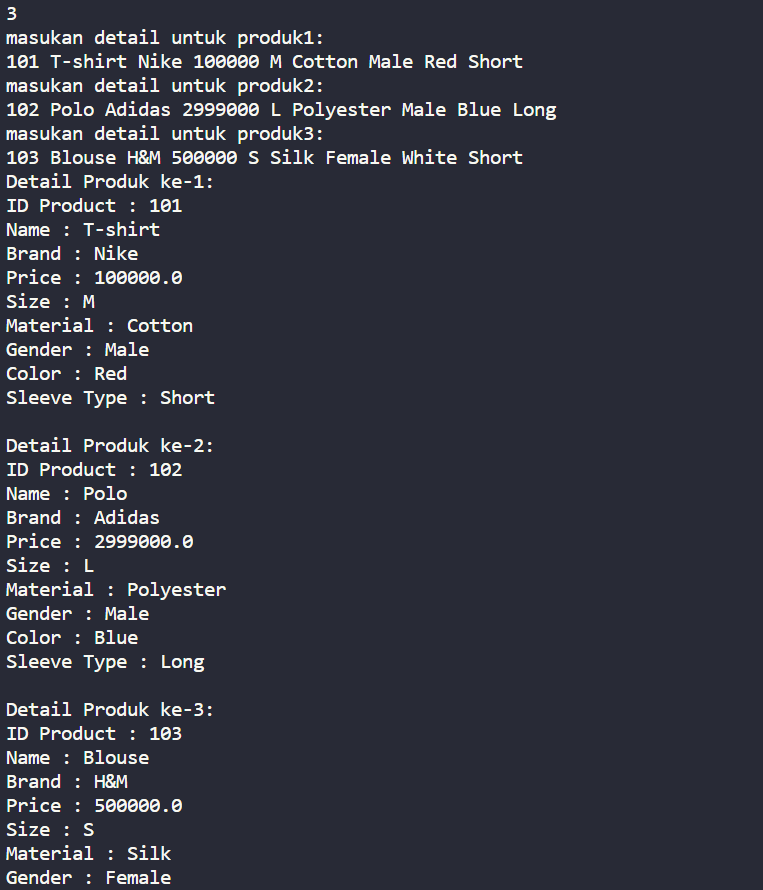 3
masukan detail untuk produk1:
101 T-shirt Nike 100000 M Cotton Male Red Short
masukan detail untuk produk2:
102 Polo Adidas 2999000 L Polyester Male Blue Long
masukan detail untuk produk3:
103 Blouse H&M 500000 S Silk Female White Short
Detail Produk ke-1:
ID Product : 101
Name : T-shirt
Brand : Nike
Price : 100000.0
Size : M
Material : Cotton
Gender : Male
Color : Red
Sleeve Type : Short
Detail Produk ke-2:
ID Product : 102
Name : Polo
Brand : Adidas
Price : 2999000.0
Size : L
Material : Polyester
Gender : Male
Color : Blue
Sleeve Type : Long
Detail Produk ke-3:
ID Product : 103
Name : Blouse
Brand : H&M
Price : 500000.0
Size : S
Material : Silk
Gender : Female